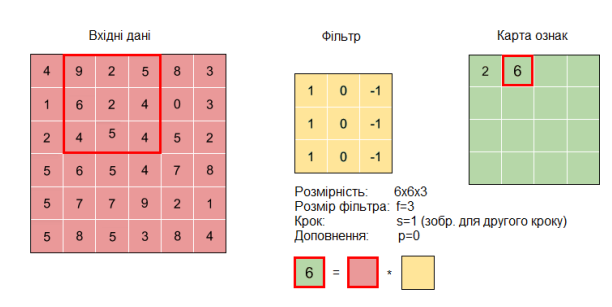 Вхідні дані
Фільтр
Карта ознак
4 9 2 5 8 3
1 6 2 4 0 3
2 4 5 4 5 2
5 6 5 4 7 8
5 7 7 9 2 1
5 8 5 3 8 4
1 0 -1
1 0 -1
1 0 -1
2 6
Розмірність: 6x6x3
Розмір фільтра: f=3
Крок: s=1 (зобр. для другого кроку)
Доповнення: p=0
6 = *